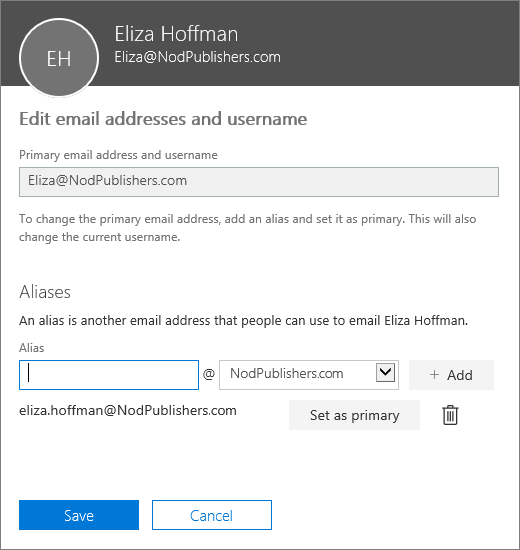 EH
Eliza Hoffman
Eliza@NodPublishers.com
Edit email addresses and username
Primary email address and username
Eliza@NodPublishers.com
To change the primary email address, add an alias and set it as primary. This will also
change the current username.
Aliases
An alias is another email address that people can use to email Eliza Hoffman.
Alias
@ NodPublishers.com + Add
eliza.hoffman@NodPublishers.com Set as primary
Save Cancel